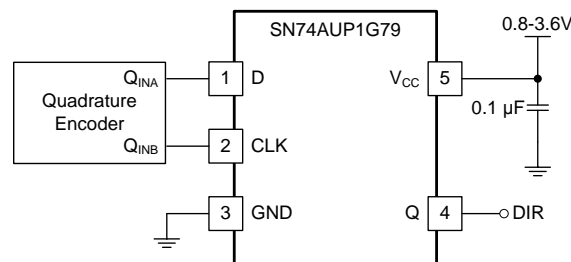 SN74AUP1G79
0.8-3.6V
Q_INA
1
D
V_CC
5
Quadrature
Encoder
0.1 µF
Q_INB
2
CLK
3
GND
Q
4
DIR